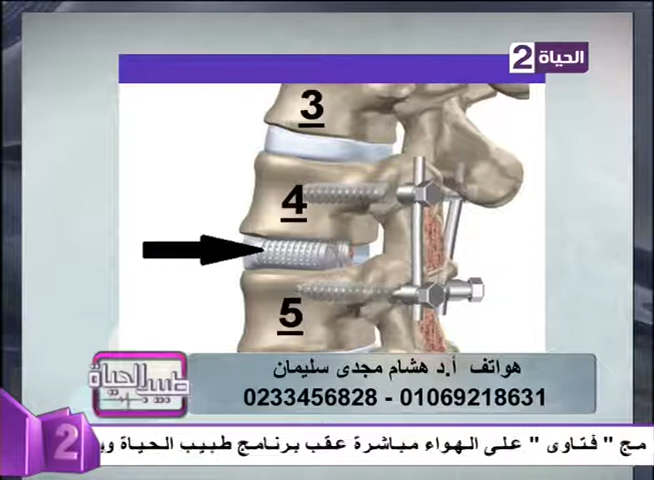 الحياة 2
3
4
5
هواتف أ.د هشام مجدى سليمان
0233456828 - 01069218631
طبيب الحياة
2
مج " فتاوى " على الهواء مباشرة عقب برنامج طبيب الحياة وب